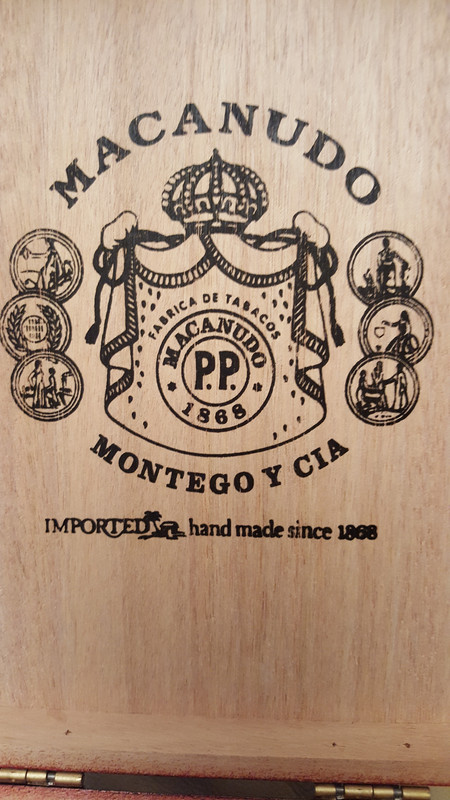 MACANUDO
FABRICA DE TABACOS
MACANUDO
P.P.
1868
MONTEGO Y CIA
IMPORTED hand made since 1868